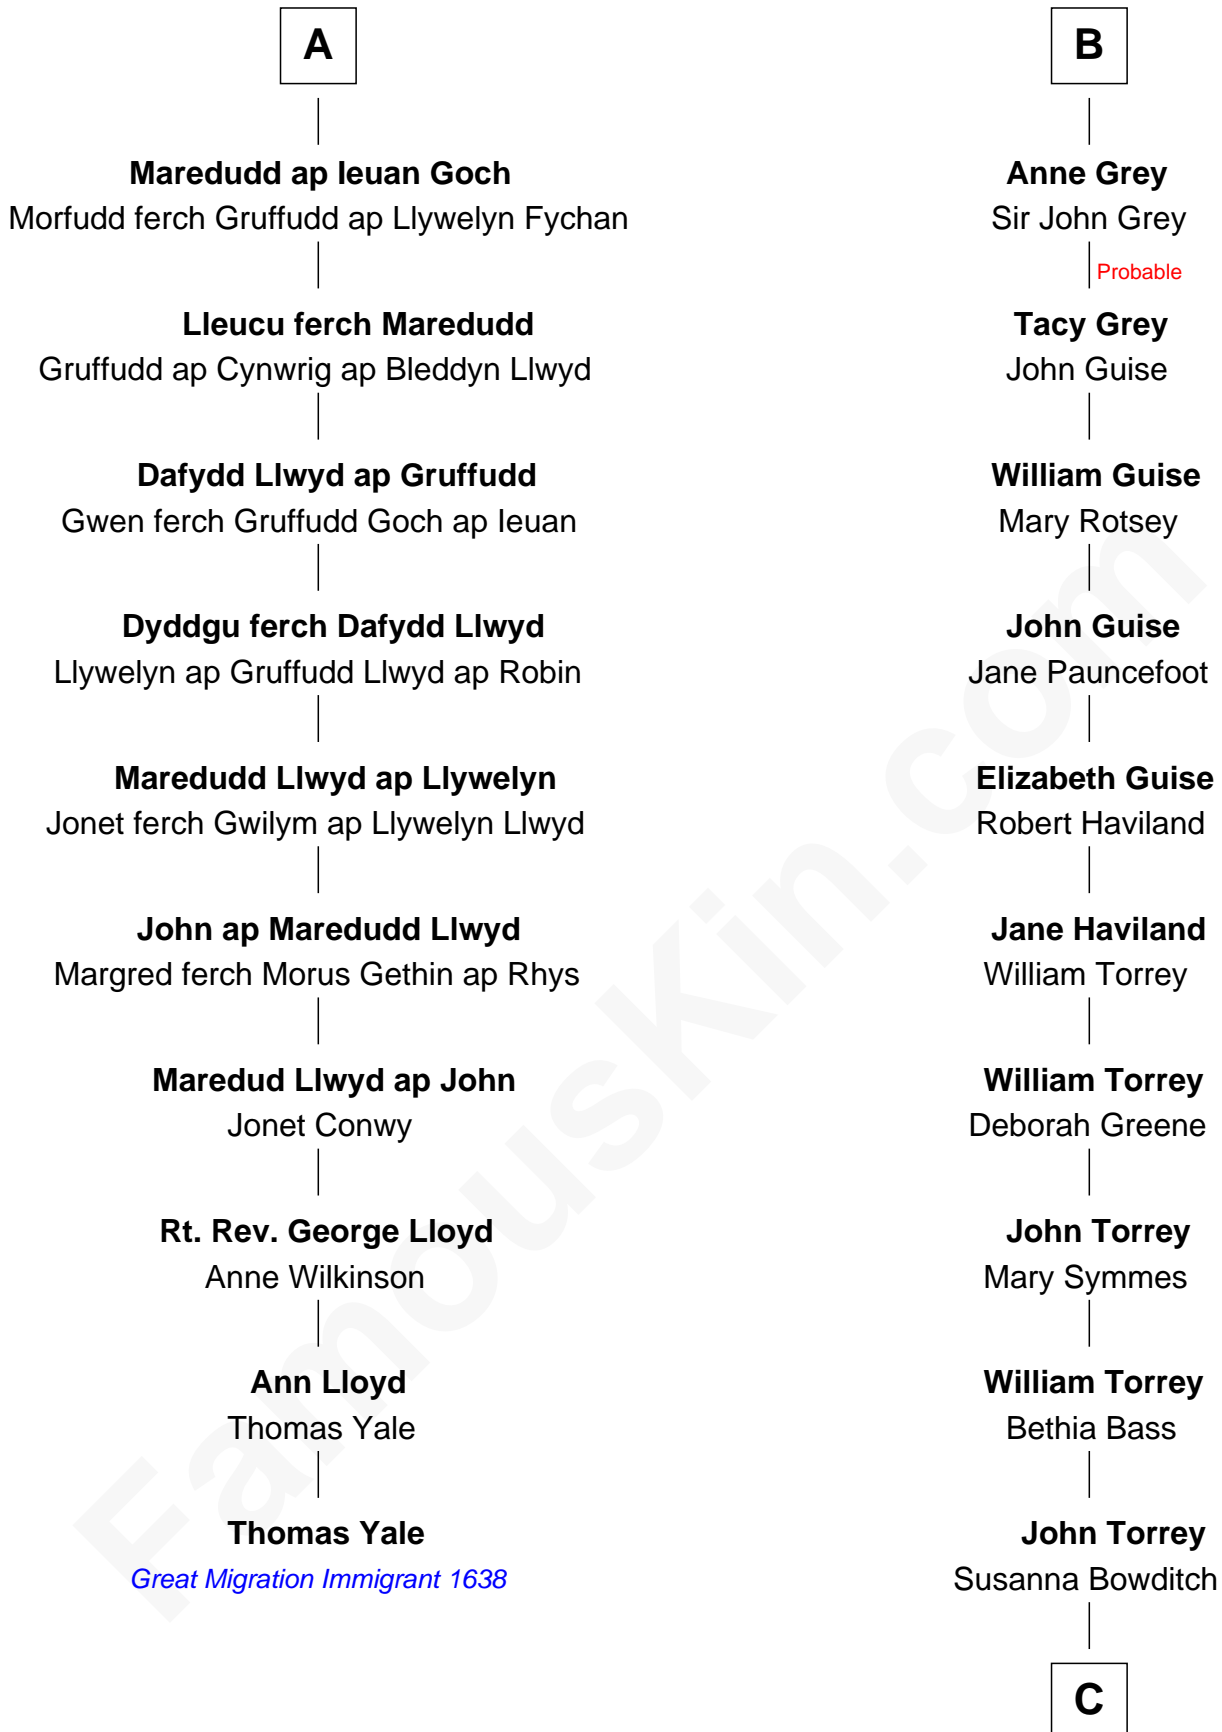 A
Maredudd ap Ieuan Goch
Morfudd ferch Gruffudd ap Llywelyn Fychan
Lleucu ferch Maredudd
Gruffudd ap Cynwrig ap Bleddyn Llwyd
Dafydd Llwyd ap Gruffudd
Gwen ferch Gruffudd Goch ap Ieuan
Dyddgu ferch Dafydd Llwyd
Llywelyn ap Gruffudd Llwyd ap Robin
Maredudd Llwyd ap Llywelyn
Jonet ferch Gwilym ap Llywelyn Llwyd
John ap Maredudd Llwyd
Margred ferch Morus Gethin ap Rhys
Maredud Llwyd ap John
Jonet Conwy
Rt. Rev. George Lloyd
Anne Wilkinson
Ann Lloyd
Thomas Yale
Thomas Yale
Great Migration Immigrant 1638
B
Anne Grey
Sir John Grey
Probable
Tacy Grey
John Guise
William Guise
Mary Rotsey
John Guise
Jane Pauncefoot
Elizabeth Guise
Robert Haviland
Jane Haviland
William Torrey
William Torrey
Deborah Greene
John Torrey
Mary Symmes
William Torrey
Bethia Bass
John Torrey
Susanna Bowditch
C
FamousKin.com